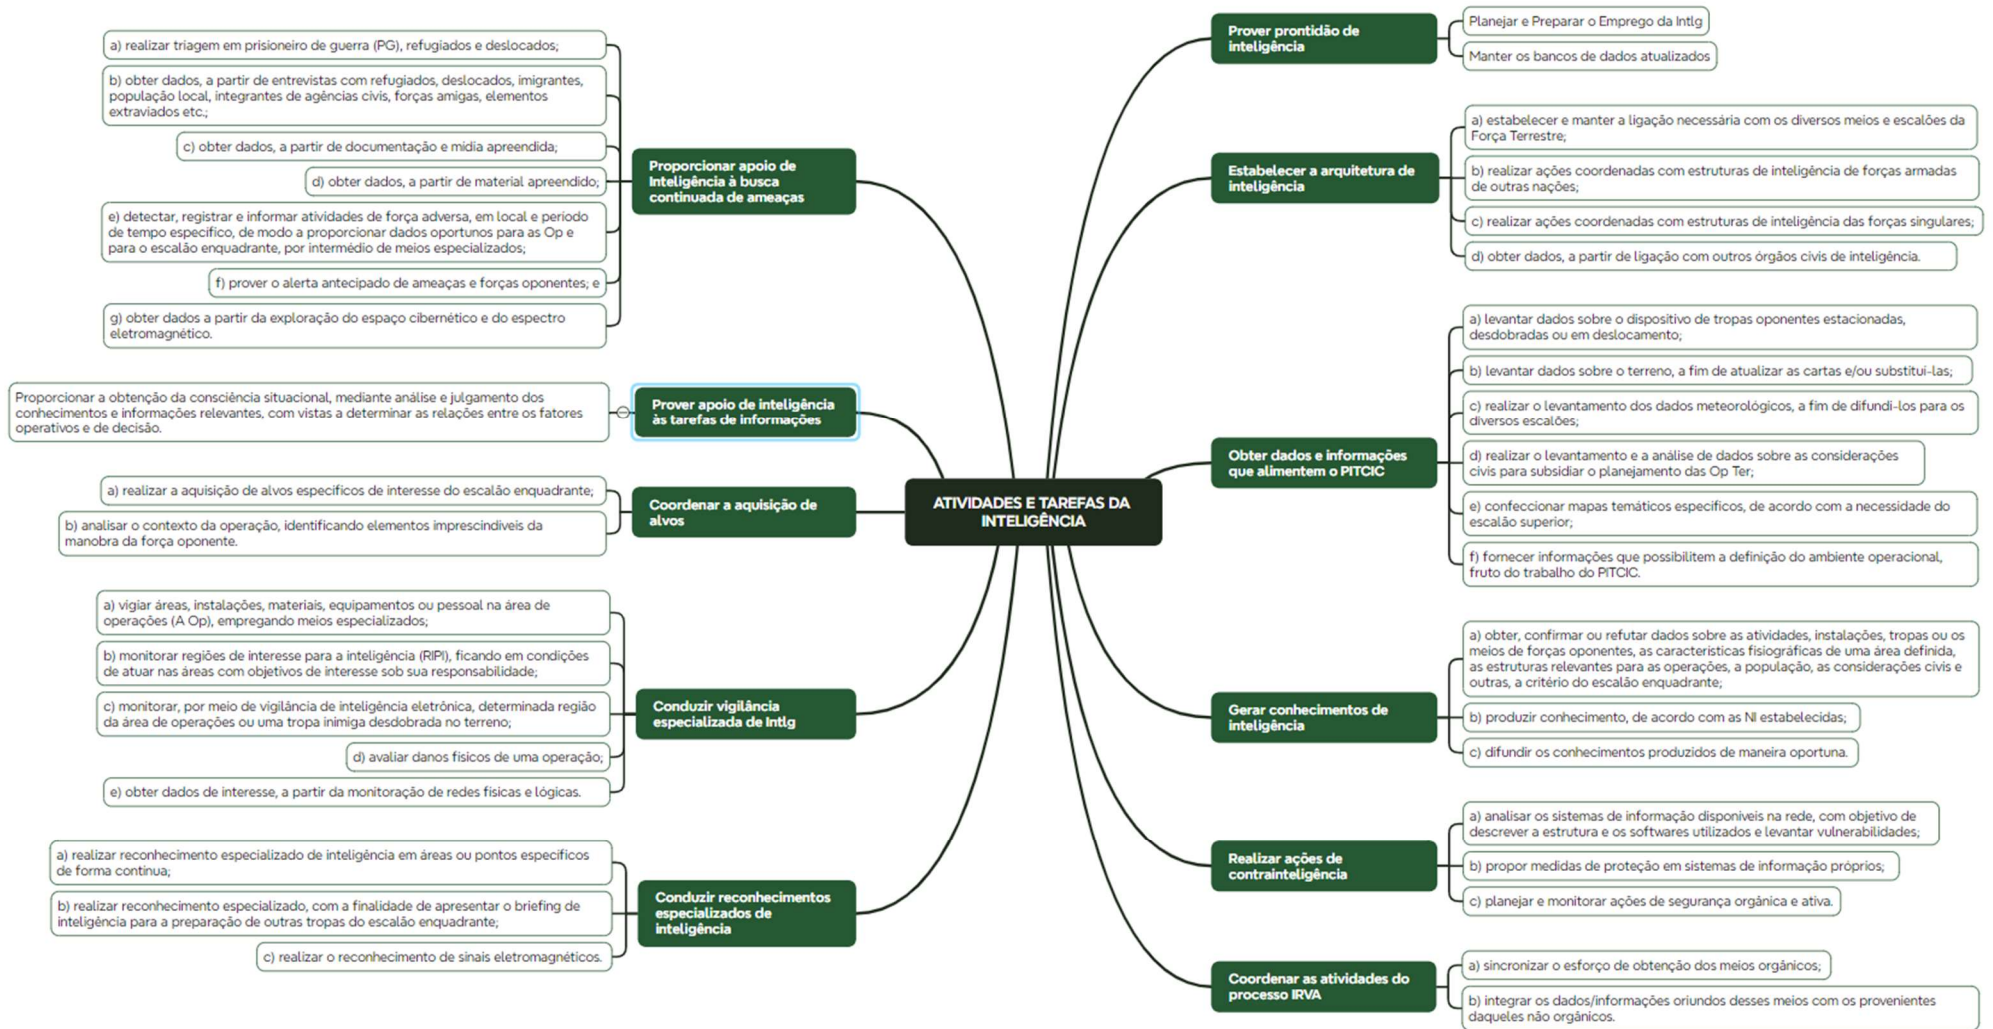 ATIVIDADES E TAREFAS DA
INTELIGÊNCIA
Prover prontidão de
inteligência
Planejar e Preparar o Emprego da Intlg
Manter os bancos de dados atualizados
Estabelecer a arquitetura de
inteligência
a) estabelecer e manter a ligação necessária com os diversos meios e escalões da
Força Terrestre;
b) realizar ações coordenadas com estruturas de inteligência de forças armadas
de outras nações;
c) realizar ações coordenadas com estruturas de inteligência das forças singulares;
d) obter dados, a partir de ligação com outros órgãos civis de inteligência.
Obter dados e informações
que alimentem o PITCIC
a) levantar dados sobre o dispositivo de tropas oponentes estacionadas,
desdobradas ou em deslocamento;
b) levantar dados sobre o terreno, a fim de atualizar as cartas e/ou substituí-las;
c) realizar o levantamento dos dados meteorológicos, a fim de difundi-los para os
diversos escalões;
d) realizar o levantamento e a análise de dados sobre as considerações
civis para subsidiar o planejamento das Op Ter;
e) confeccionar mapas temáticos específicos, de acordo com a necessidade do
escalão superior;
f) fornecer informações que possibilitem a definição do ambiente operacional,
fruto do trabalho do PITCIC.
Gerar conhecimentos de
inteligência
a) obter, confirmar ou refutar dados sobre as atividades, instalações, tropas ou os
meios de forças oponentes, as características fisiográficas de uma área definida,
as estruturas relevantes para as operações, a população, as considerações civis e
outras, a critério do escalão enquadrante;
b) produzir conhecimento, de acordo com as NI estabelecidas;
c) difundir os conhecimentos produzidos de maneira oportuna.
Realizar ações de
contrainteligência
a) analisar os sistemas de informação disponíveis na rede, com objetivo de
descrever a estrutura e os softwares utilizados e levantar vulnerabilidades;
b) propor medidas de proteção em sistemas de informação próprios;
c) planejar e monitorar ações de segurança orgânica e ativa.
Coordenar as atividades do
processo IRVA
a) sincronizar o esforço de obtenção dos meios orgânicos;
b) integrar os dados/informações oriundos desses meios com os provenientes
daqueles não orgânicos.
Proporcionar apoio de
Inteligência à busca
continuada de ameaças
a) realizar triagem em prisioneiro de guerra (PG), refugiados e deslocados;
b) obter dados, a partir de entrevistas com refugiados, deslocados, imigrantes,
população local, integrantes de agências civis, forças amigas, elementos
extraviados etc.;
c) obter dados, a partir de documentação e mídia apreendida;
d) obter dados, a partir de material apreendido;
e) detectar, registrar e informar atividades de força adversa, em local e período
de tempo específico, de modo a proporcionar dados oportunos para as Op e
para o escalão enquadrante, por intermédio de meios especializados;
f) prover o alerta antecipado de ameaças e forças oponentes; e
g) obter dados a partir da exploração do espaço cibernético e do espectro
eletromagnético.
Prover apoio de inteligência
às tarefas de informações
Proporcionar a obtenção da consciência situacional, mediante análise e julgamento dos
conhecimentos e informações relevantes, com vistas a determinar as relações entre os fatores
operativos e de decisão.
Coordenar a aquisição de
alvos
a) realizar a aquisição de alvos específicos de interesse do escalão enquadrante;
b) analisar o contexto da operação, identificando elementos imprescindíveis da
manobra da força oponente.
Conduzir vigilância
especializada de Intlg
a) vigiar áreas, instalações, materiais, equipamentos ou pessoal na área de
operações (A Op), empregando meios especializados;
b) monitorar regiões de interesse para a inteligência (RIPI), ficando em condições
de atuar nas áreas com objetivos de interesse sob sua responsabilidade;
c) monitorar, por meio de vigilância de inteligência eletrônica, determinada região
da área de operações ou uma tropa inimiga desdobrada no terreno;
d) avaliar danos físicos de uma operação;
e) obter dados de interesse, a partir da monitoração de redes físicas e lógicas.
Conduzir reconhecimentos
especializados de
inteligência
a) realizar reconhecimento especializado de inteligência em áreas ou pontos específicos
de forma contínua;
b) realizar reconhecimento especializado, com a finalidade de apresentar o briefing de
inteligência para a preparação de outras tropas do escalão enquadrante;
c) realizar o reconhecimento de sinais eletromagnéticos.